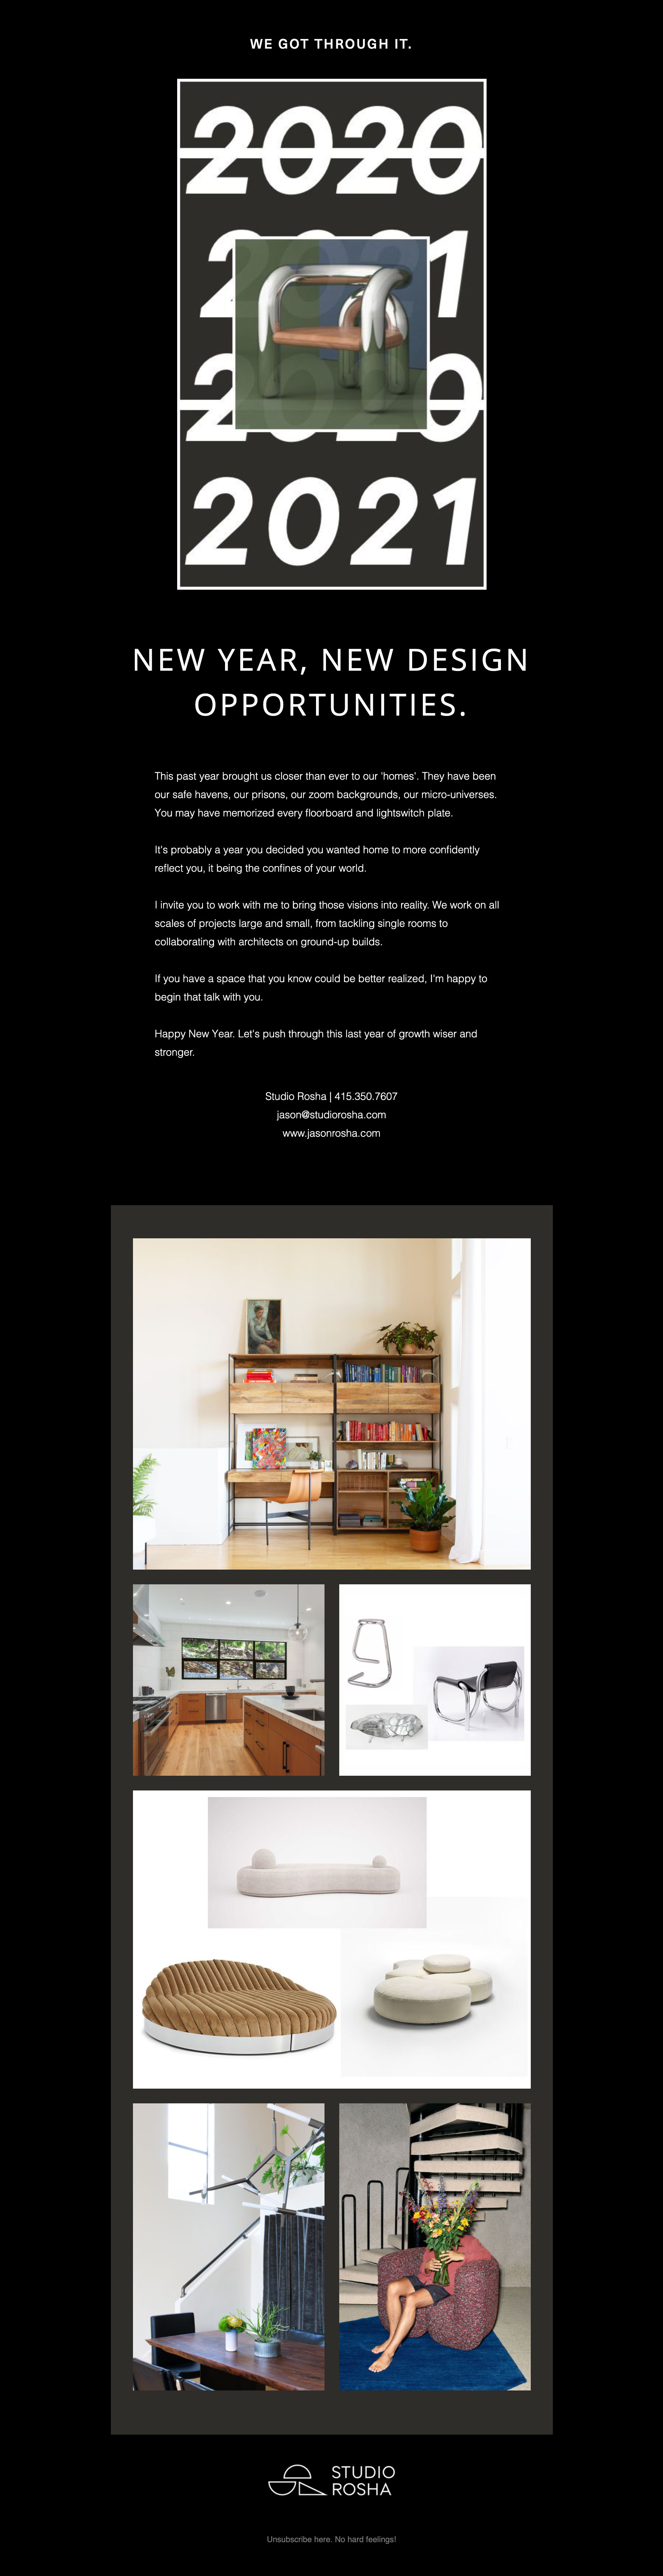 WE GOT THROUGH IT.
2020
2021
2020
2021
NEW YEAR, NEW DESIGN
OPPORTUNITIES.
This past year brought us closer than ever to our 'homes'. They have been
our safe havens, our prisons, our zoom backgrounds, our micro-universes.
You may have memorized every floorboard and lightswitch plate.
It's probably a year you decided you wanted home to more confidently
reflect you, it being the confines of your world.
I invite you to work with me to bring those visions into reality. We work on all
scales of projects large and small, from tackling single rooms to
collaborating with architects on ground-up builds.
If you have a space that you know could be better realized, I'm happy to
begin that talk with you.
Happy New Year. Let's push through this last year of growth wiser and
stronger.
Studio Rosha | 415.350.7607
jason@studiorosha.com
www.jasonrosha.com
STUDIO
ROSHA
Unsubscribe here. No hard feelings!